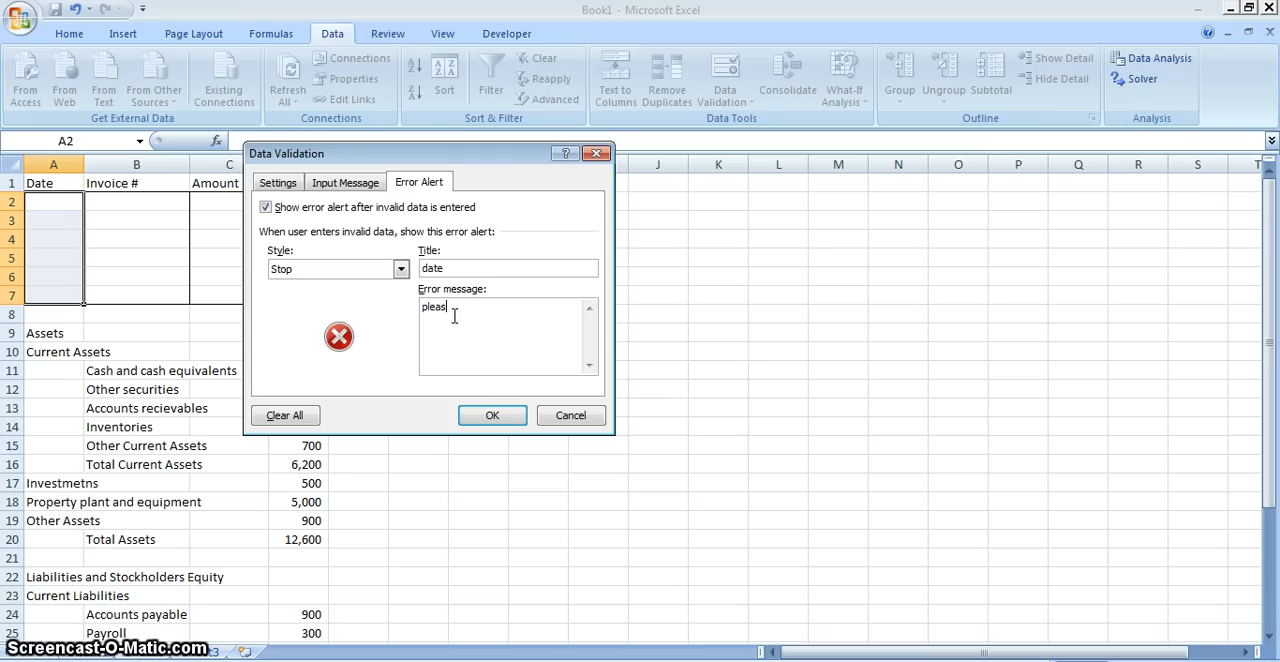 Book1 - Microsoft Excel
Home Insert Page Layout Formulas Data Review View Developer
From Access
From Web
From Text
From Other Sources
Existing Connections
Get External Data
Refresh All
Connections
Properties
Edit Links
Connections
Sort
Filter
Clear
Reapply
Advanced
Sort & Filter
Text to Columns
Remove Duplicates
Data Validation
Consolidate
What-If Analysis
Data Tools
Group
Ungroup
Subtotal
Show Detail
Hide Detail
Outline
Data Analysis
Solver
Analysis
A2 fx
A B C J K L M N O P Q R S T
1 Date Invoice # Amount
2
3
4
5
6
7
8
9 Assets
10 Current Assets
11 Cash and cash equivalents
12 Other securities
13 Accounts recievables
14 Inventories
15 Other Current Assets 700
16 Total Current Assets 6,200
17 Investmetns 500
18 Property plant and equipment 5,000
19 Other Assets 900
20 Total Assets 12,600
21
22 Liabilities and Stockholders Equity
23 Current Liabilities
24 Accounts payable 900
25 Payroll 300
Data Validation
Settings Input Message Error Alert
Show error alert after invalid data is entered
When user enters invalid data, show this error alert:
Style: Title:
Stop date
Error message:
pleas
Clear All OK Cancel
Screencast-O-Matic.com